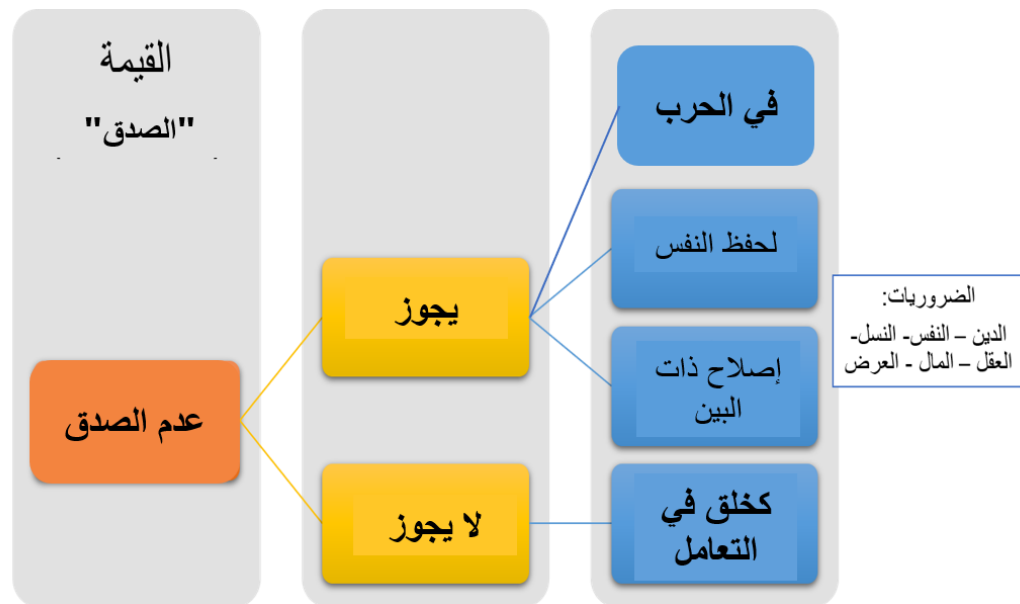 القيمة
"الصدق"
عدم الصدق
يجوز
لا يجوز
في الحرب
لحفظ النفس
إصلاح ذات
البين
كخلق في
التعامل
الضروريات:
الدين – النفس- النسل-
العقل – المال - العرض